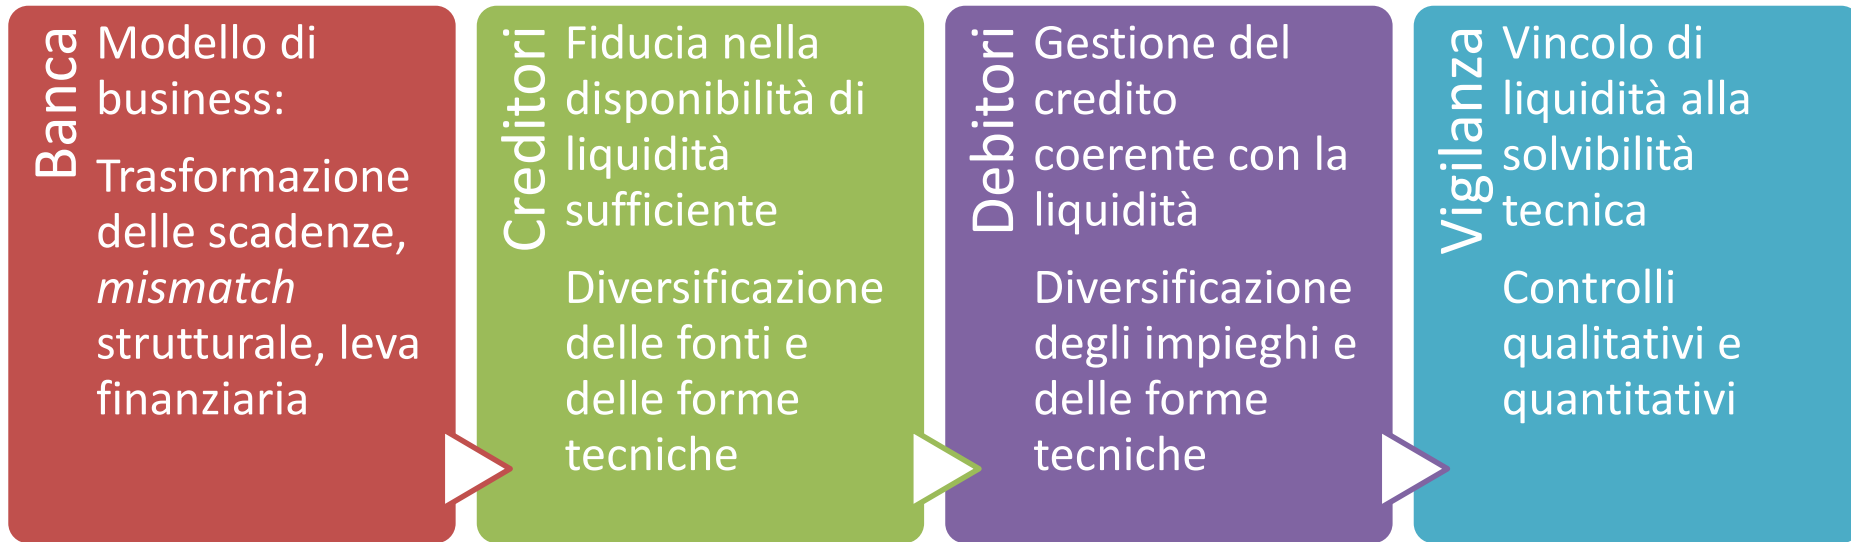 Banca
Modello di
business:
Trasformazione
delle scadenze,
mismatch
strutturale, leva
finanziaria
Creditori
Fiducia nella
disponibilità di
liquidità
sufficiente
Diversificazione
delle fonti e
delle forme
tecniche
Debitori
Gestione del
credito
coerente con la
liquidità
Diversificazione
degli impieghi e
delle forme
tecniche
Vigilanza
Vincolo di
liquidità alla
solvibilità
tecnica
Controlli
qualitativi e
quantitativi